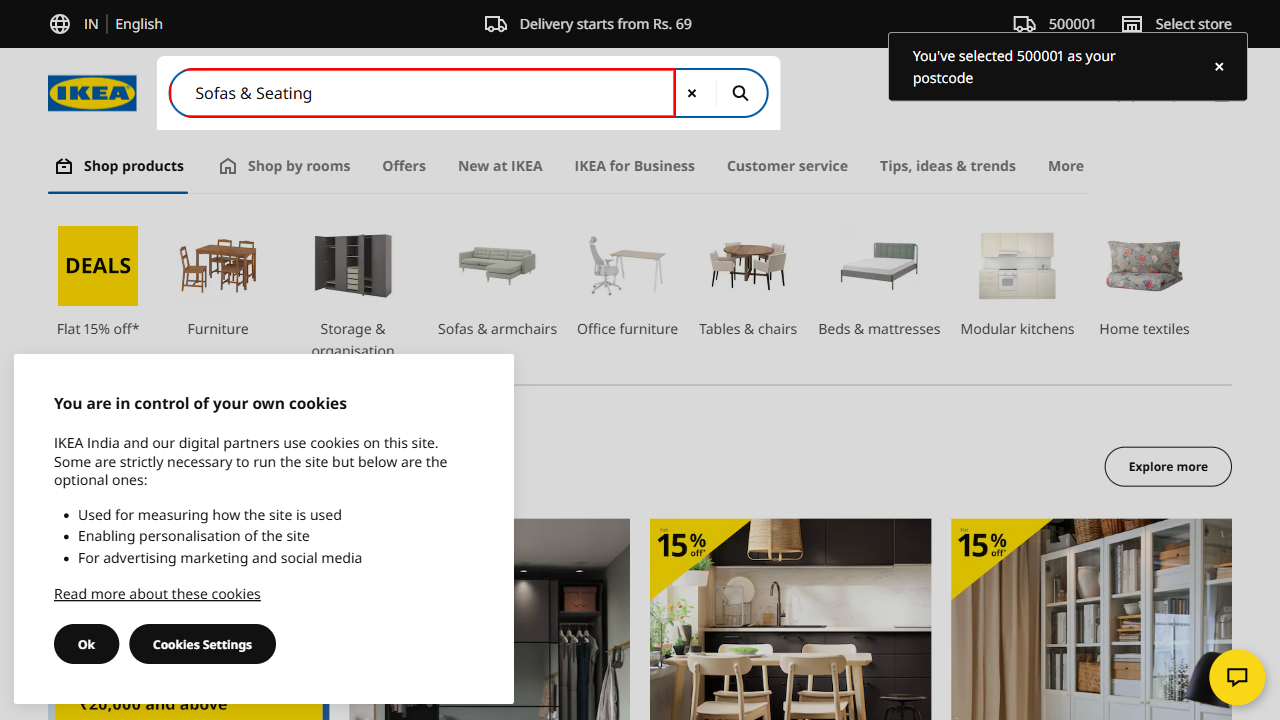 IN | English
Delivery starts from Rs. 69
500001
Select store
You've selected 500001 as your
postcode
IKEA
Sofas & Seating
Shop products
Shop by rooms
Offers
New at IKEA
IKEA for Business
Customer service
Tips, ideas & trends
More
DEALS
Flat 15% off*
Furniture
Storage &
organisation
Sofas & armchairs
Office furniture
Tables & chairs
Beds & mattresses
Modular kitchens
Home textiles
You are in control of your own cookies
IKEA India and our digital partners use cookies on this site.
Some are strictly necessary to run the site but below are the
optional ones:
• Used for measuring how the site is used
• Enabling personalisation of the site
• For advertising marketing and social media
Read more about these cookies
Ok
Cookies Settings
Explore more
Flat
15%
off*
Flat
15%
off*
₹20,000 and above